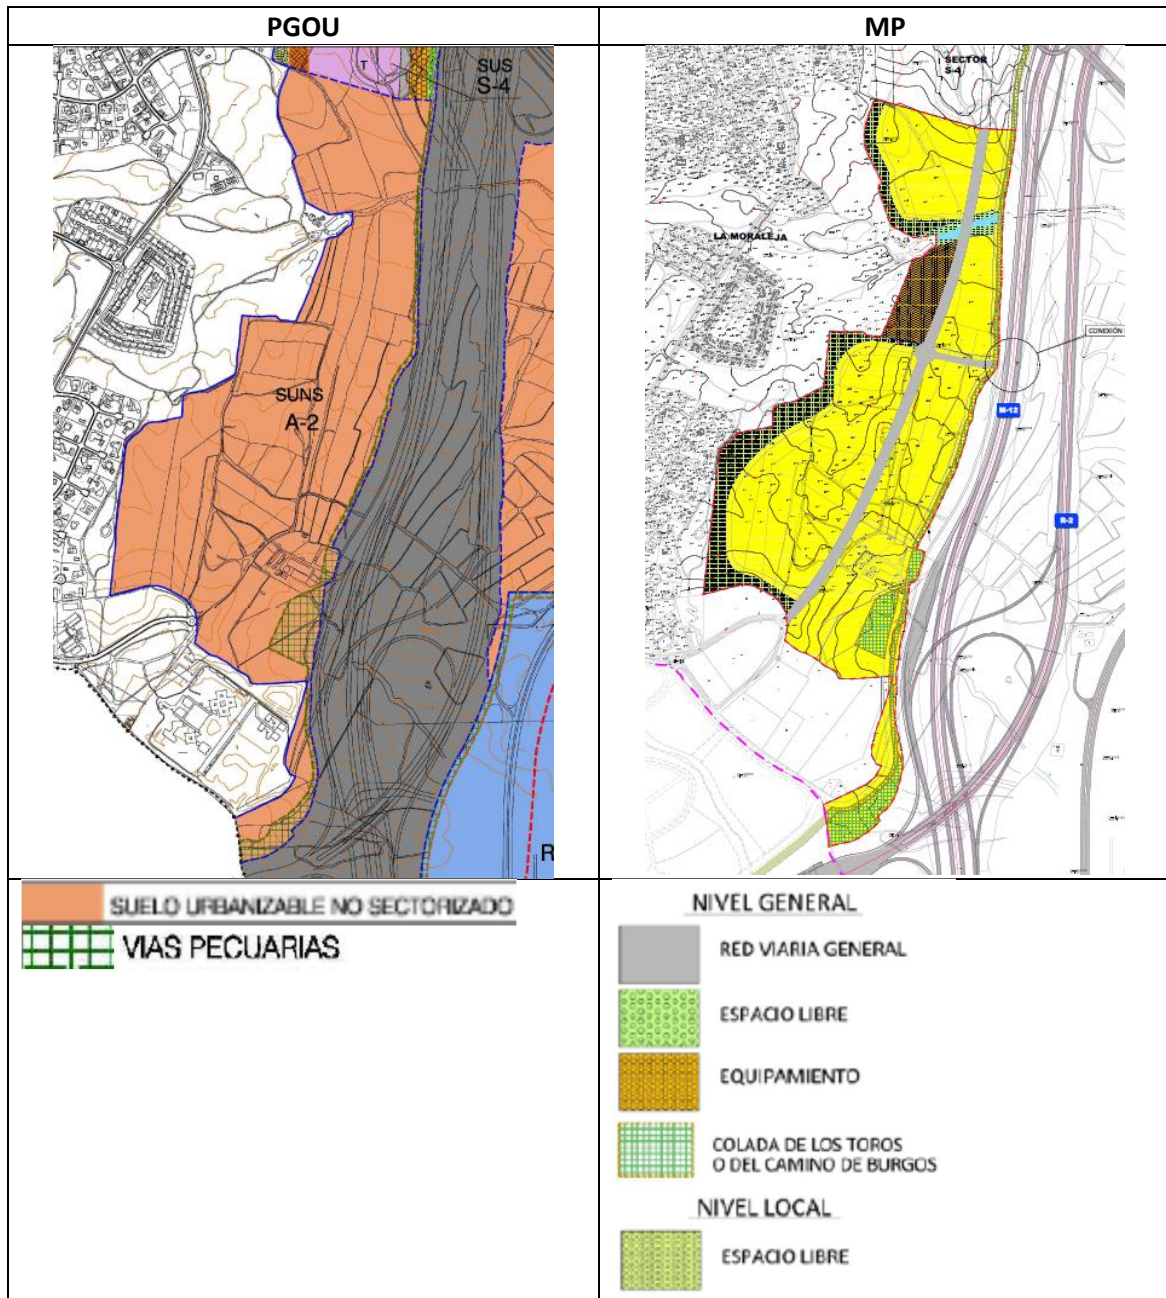 PGOU
MP
T
SUS
S-4
SUNS
A-2
R
SECTOR
S-4
LA MORALEJA
CONEXIÓN
M-12
R-2
SUELO URBANIZABLE NO SECTORIZADO
VIAS PECUARIAS
NIVEL GENERAL
RED VIARIA GENERAL
ESPACIO LIBRE
EQUIPAMIENTO
COLADA DE LOS TOROS
O DEL CAMINO DE BURGOS
NIVEL LOCAL
ESPACIO LIBRE